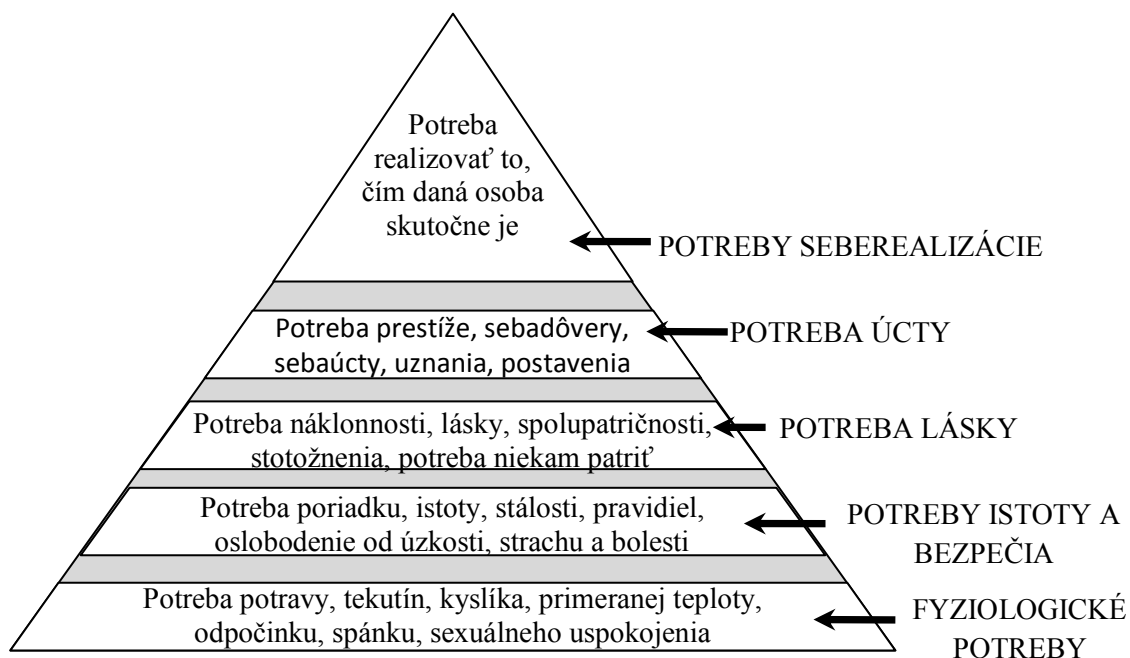 Potreba
realizovať to,
čím daná osoba
skutočne je
POTREBY SEBEREALIZÁCIE
Potreba prestíže, sebadôvery,
sebaúcty, uznania, postavenia
POTREBA ÚCTY
Potreba náklonnosti, lásky, spolupatričnosti,
stotožnenia, potreba niekam patriť
POTREBA LÁSKY
Potreba poriadku, istoty, stálosti, pravidiel,
oslobodenie od úzkosti, strachu a bolesti
POTREBY ISTOTY A
BEZPEČIA
Potreba potravy, tekutín, kyslíka, primeranej teploty,
odpočinku, spánku, sexuálneho uspokojenia
FYZIOLOGICKÉ
POTREBY